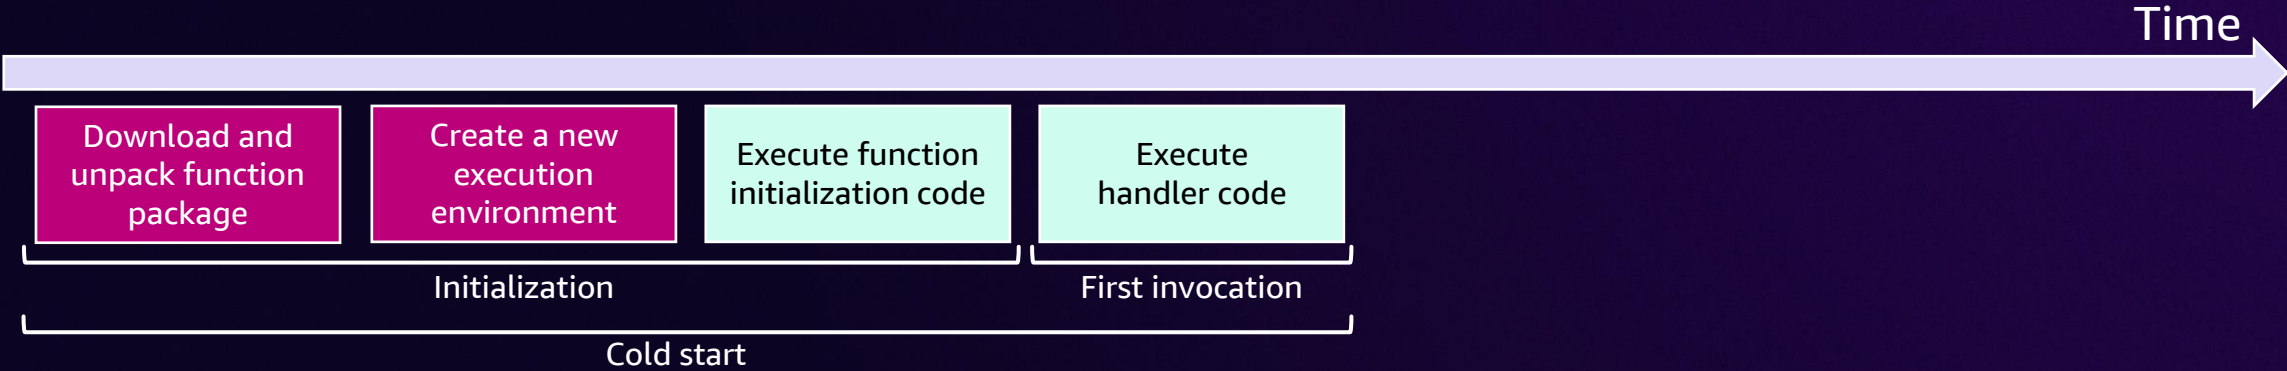 Time
Download and
unpack function
package
Create a new
execution
environment
Execute function
initialization code
Execute
handler code
Initialization
First invocation
Cold start